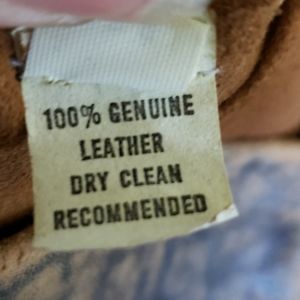 100% GENUINE
LEATHER
DRY CLEAN
RECOMMENDED